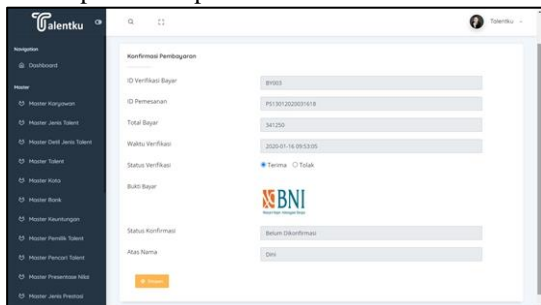 Talentku
Talentku
Navigation
Dashboard
Master
Master Karyawan
Master Jenis Talent
Master Detil Jenis Talent
Master Talent
Master Kota
Master Bank
Master Keuntungan
Master Pemilik Talent
Master Pencari Talent
Master Presentase Nilai
Master Jenis Prestasi
Konfirmasi Pembayaran
ID Verifikasi Bayar
BY003
ID Pemesanan
PS13012020031618
Total Bayar
341250
Waktu Verifikasi
2020-01-16 09:53:05
Status Verifikasi
Terima Tolak
Bukti Bayar
BNI
Status Konfirmasi
Belum Dikonfirmasi
Atas Nama
Dini